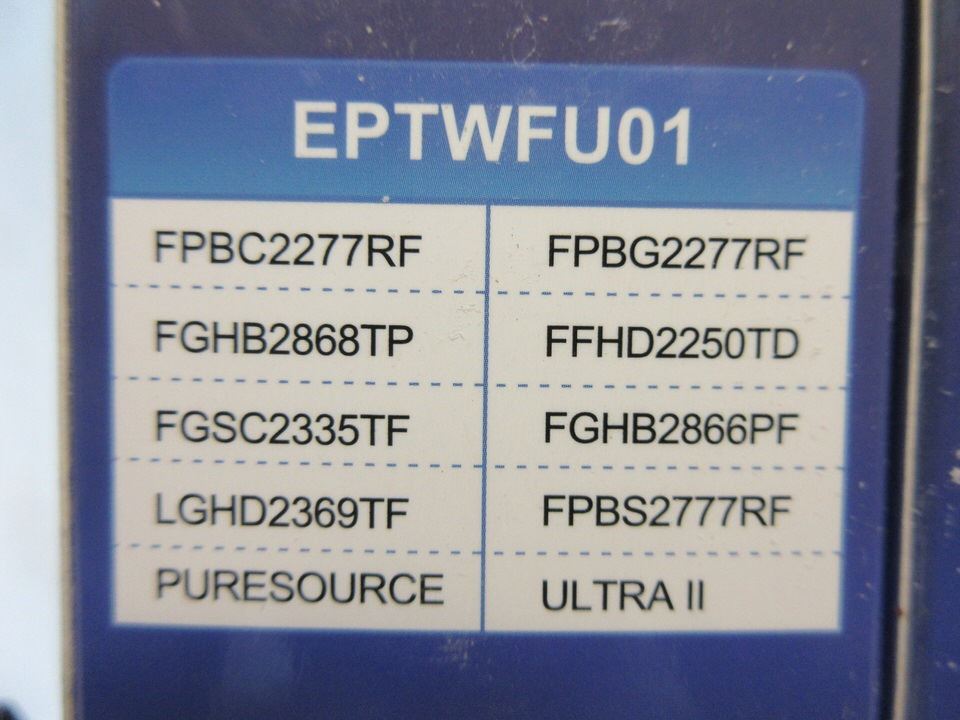 EPTWFU01
FPBC2277RF FPBG2277RF
FGHB2868TP FFHD2250TD
FGSC2335TF FGHB2866PF
LGHD2369TF FPBS2777RF
PURESOURCE ULTRA II